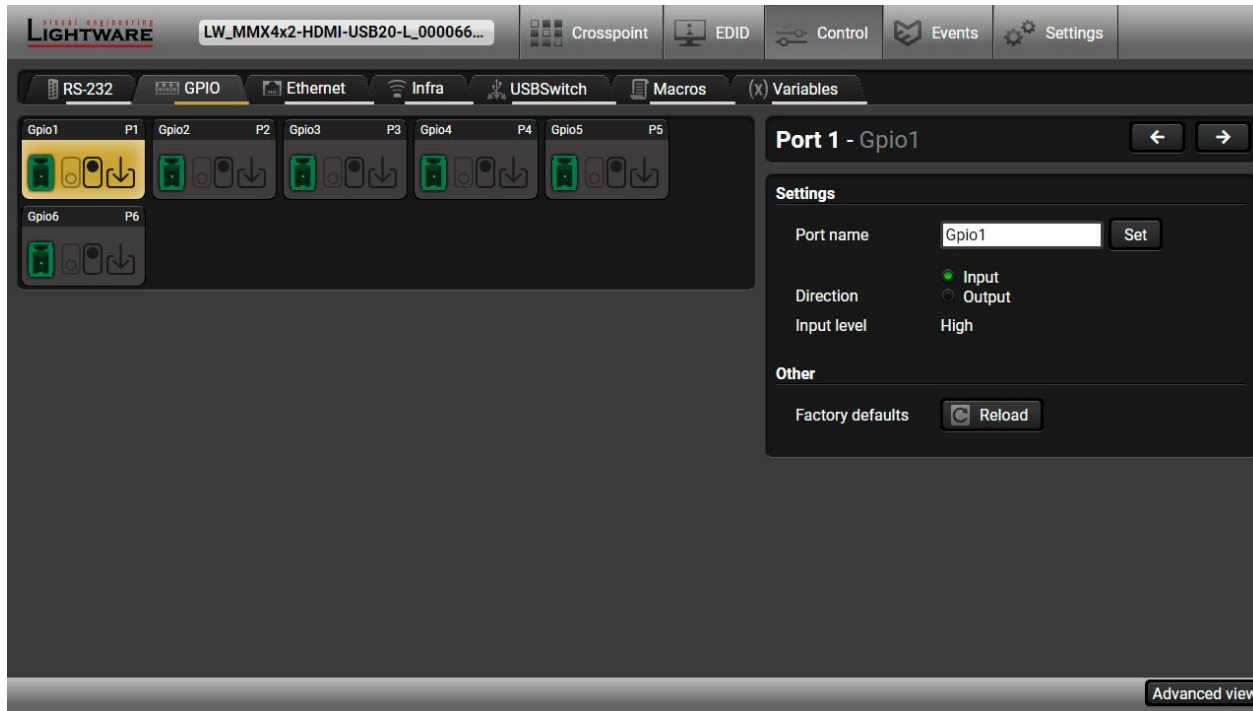 visual engineering
LIGHTWARE
LW_MMX4x2-HDMI-USB20-L_000066...
Crosspoint
EDID
Control
Events
Settings
RS-232
GPIO
Ethernet
Infra
USBSwitch
Macros
(x) Variables
Gpio1 P1
Gpio2 P2
Gpio3 P3
Gpio4 P4
Gpio5 P5
Gpio6 P6
Port 1 - Gpio1
Settings
Port name Gpio1 Set
Input
Direction Output
Input level High
Other
Factory defaults Reload
Advanced view